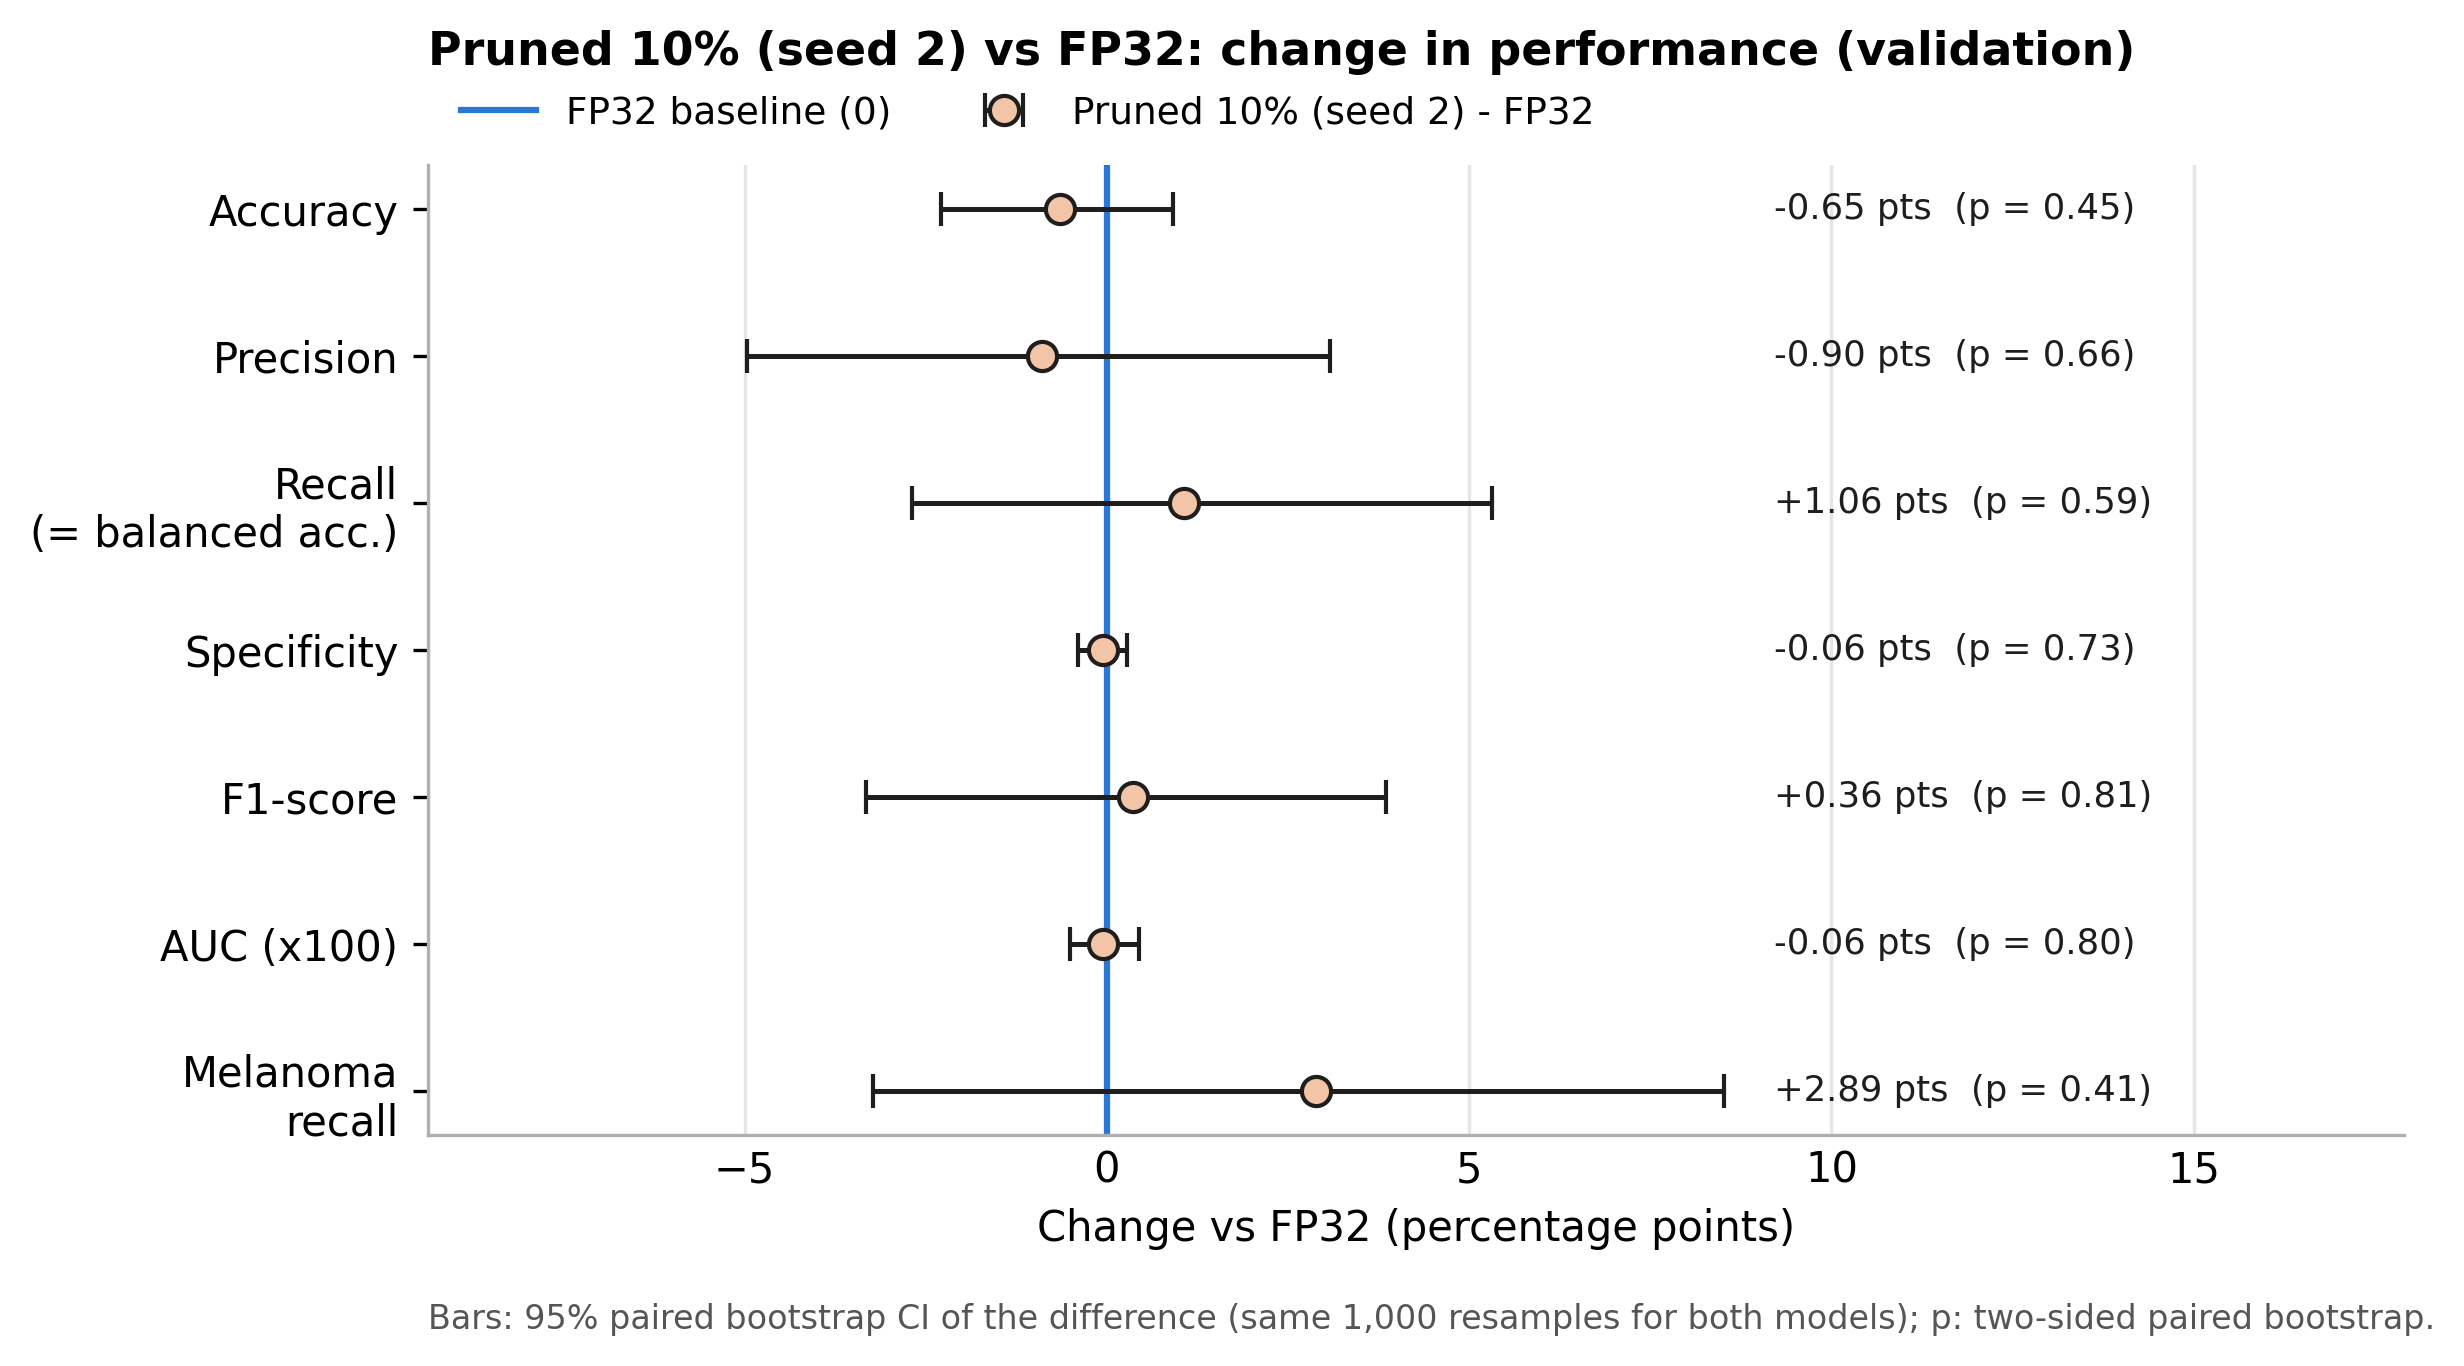 Pruned 10% (seed 2) vs FP32: change in performance (validation)
FP32 baseline (0)
Pruned 10% (seed 2) - FP32
Accuracy
-0.65 pts  (p = 0.45)
Precision
-0.90 pts  (p = 0.66)
Recall
(= balanced acc.)
+1.06 pts  (p = 0.59)
Specificity
-0.06 pts  (p = 0.73)
F1-score
+0.36 pts  (p = 0.81)
AUC (x100)
-0.06 pts  (p = 0.80)
Melanoma
recall
+2.89 pts  (p = 0.41)
−5 0 5 10 15
Change vs FP32 (percentage points)
Bars: 95% paired bootstrap CI of the difference (same 1,000 resamples for both models); p: two-sided paired bootstrap.